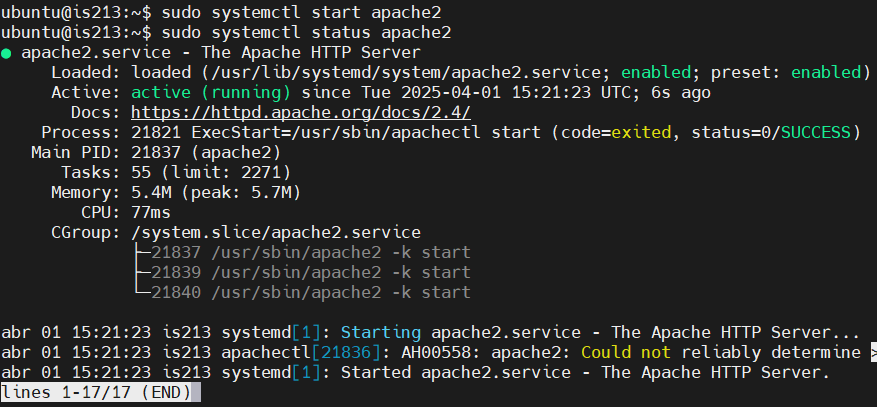 ubuntu@is213:~$ sudo systemctl start apache2
ubuntu@is213:~$ sudo systemctl status apache2
● apache2.service - The Apache HTTP Server
     Loaded: loaded (/usr/lib/systemd/system/apache2.service; enabled; preset: enabled)
     Active: active (running) since Tue 2025-04-01 15:21:23 UTC; 6s ago
       Docs: https://httpd.apache.org/docs/2.4/
    Process: 21821 ExecStart=/usr/sbin/apachectl start (code=exited, status=0/SUCCESS)
   Main PID: 21837 (apache2)
      Tasks: 55 (limit: 2271)
     Memory: 5.4M (peak: 5.7M)
        CPU: 77ms
     CGroup: /system.slice/apache2.service
             ├─21837 /usr/sbin/apache2 -k start
             ├─21839 /usr/sbin/apache2 -k start
             └─21840 /usr/sbin/apache2 -k start

abr 01 15:21:23 is213 systemd[1]: Starting apache2.service - The Apache HTTP Server...
abr 01 15:21:23 is213 apachectl[21836]: AH00558: apache2: Could not reliably determine >
abr 01 15:21:23 is213 systemd[1]: Started apache2.service - The Apache HTTP Server.
lines 1-17/17 (END)